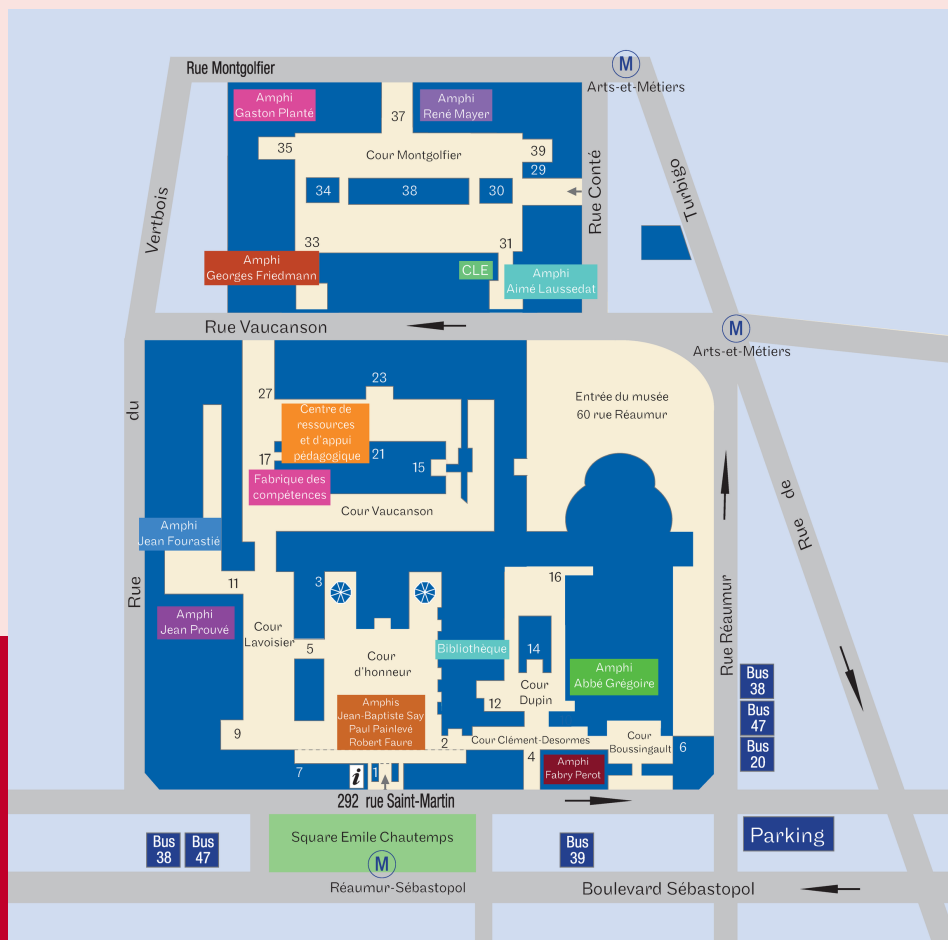 Rue Montgolfier
M
Arts-et-Métiers
Amphi
Gaston Planté
Amphi
René Mayer
37
35
Cour Montgolfier
39
29
34
38
30
Rue Conté
Turbigo
Vertbois
33
31
Amphi
Georges Friedmann
CLE
Amphi
Aimé Laussedat
Rue Vaucanson
M
Arts-et-Métiers
23
27
Entrée du musée
60 rue Réaumur
du
Centre de
ressources
et d'appui
pédagogique
21
17
15
Fabrique des
compétences
Cour Vaucanson
de
Rue
Amphi
Jean Fourastié
11
3
16
Rue
Rue Réaumur
Amphi
Jean Prouvé
Cour
Lavoisier
5
Cour
d'honneur
Bibliothèque
14
Amphi
Abbé Grégoire
Cour
Dupin
12
Bus
38
Bus
47
Bus
20
Amphis
Jean-Baptiste Say
Paul Painlevé
Robert Faure
9
2
Cour Clément-Desormes
Cour
Boussingault
6
7
i
1
4
Amphi
Fabry Perot
292 rue Saint-Martin
Square Emile Chautemps
M
Réaumur-Sébastopol
Bus
38
Bus
47
Bus
39
Parking
Boulevard Sébastopol